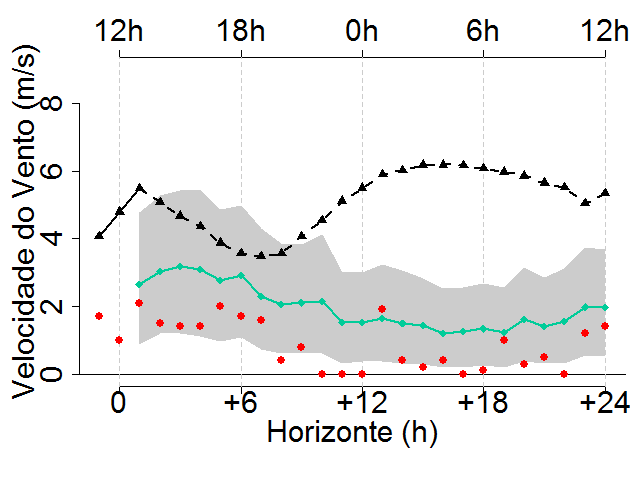 12h 18h 0h 6h 12h
Velocidade do Vento (m/s)
8
6
4
2
0
0 +6 +12 +18 +24
Horizonte (h)